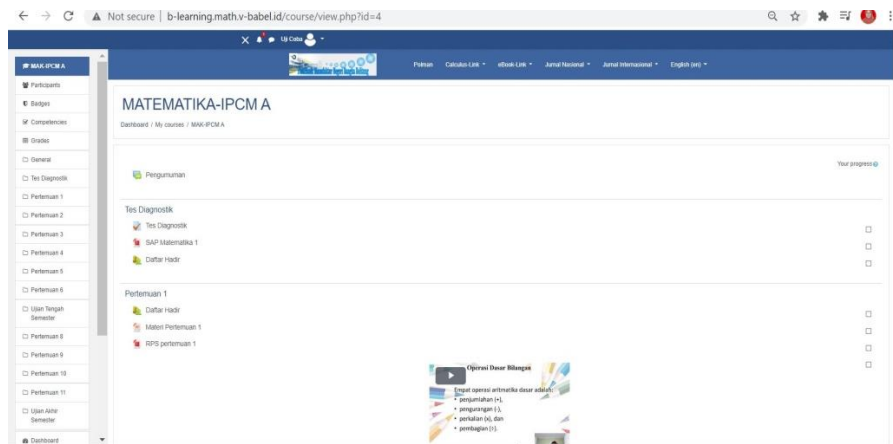 Not secure | b-learning.math.v-babel.id/course/view.php?id=4
Uji Coba
MAK-IPCM A
Polman Calculus-Link eBook-Link Jurnal Nasional Jurnal Internasional English (en)
Participants
Badges
Competencies
Grades
General
Tes Diagnostik
Pertemuan 1
Pertemuan 2
Pertemuan 3
Pertemuan 4
Pertemuan 5
Pertemuan 6
Ujian Tengah
Semester
Pertemuan 8
Pertemuan 9
Pertemuan 10
Pertemuan 11
Ujian Akhir
Semester
Dashboard
MATEMATIKA-IPCM A
Dashboard / My courses / MAK-IPCM A
Your progress
Pengumuman
Tes Diagnostik
Tes Diagnostik
SAP Matematika 1
Daftar Hadir
Pertemuan 1
Daftar Hadir
Materi Pertemuan 1
RPS pertemuan 1
Operasi Dasar Bilangan
Empat operasi aritmatika dasar adalah:
• penjumlahan (+),
• pengurangan (-),
• perkalian (x), dan
• pembagian (÷).